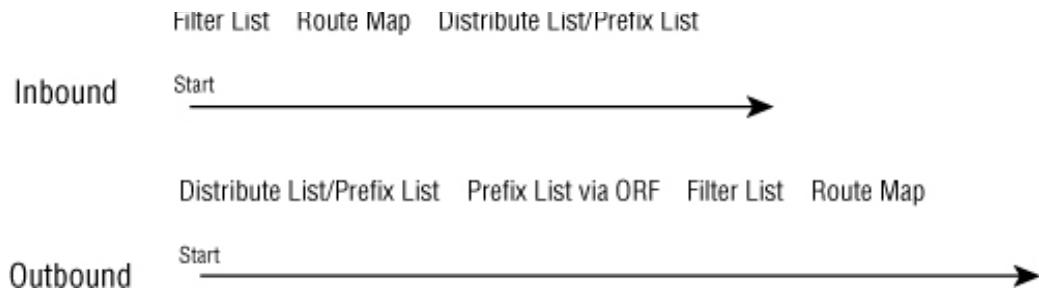 Filter List Route Map Distribute List/Prefix List
Start
Inbound
Distribute List/Prefix List Prefix List via ORF Filter List Route Map
Start
Outbound